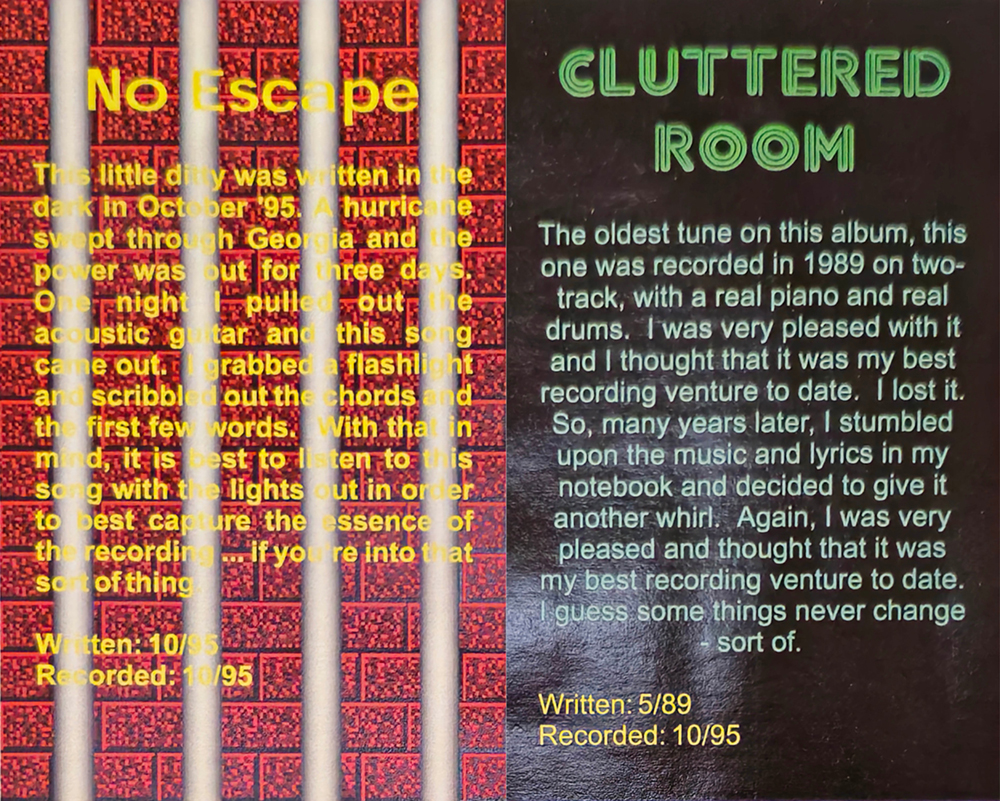 No Escape
This little ditty was written in the
dark in October '95. A hurricane
swept through Georgia and the
power was out for three days.
One night I pulled out the
acoustic guitar and this song
came out. I grabbed a flashlight
and scribbled out the chords and
the first few words. With that in
mind, it is best to listen to this
song with the lights out in order
to best capture the essence of
the recording ... if you're into that
sort of thing.
Written: 10/95
Recorded: 10/95
CLUTTERED
ROOM
The oldest tune on this album, this
one was recorded in 1989 on two-
track, with a real piano and real
drums. I was very pleased with it
and I thought that it was my best
recording venture to date. I lost it.
So, many years later, I stumbled
upon the music and lyrics in my
notebook and decided to give it
another whirl. Again, I was very
pleased and thought that it was
my best recording venture to date.
I guess some things never change
- sort of.
Written: 5/89
Recorded: 10/95